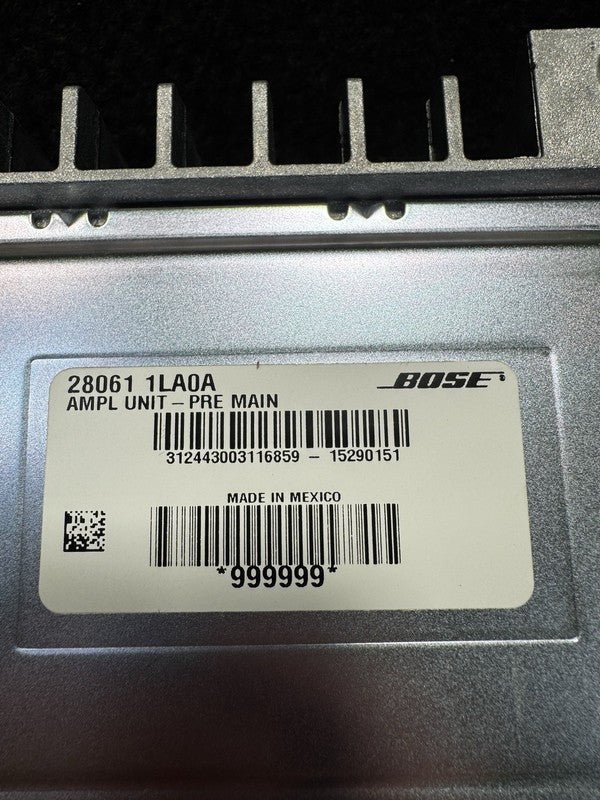 28061 1LA0A
BOSE®
AMPL UNIT – PRE MAIN
312443003116859 – 15290151
MADE IN MEXICO
*999999*